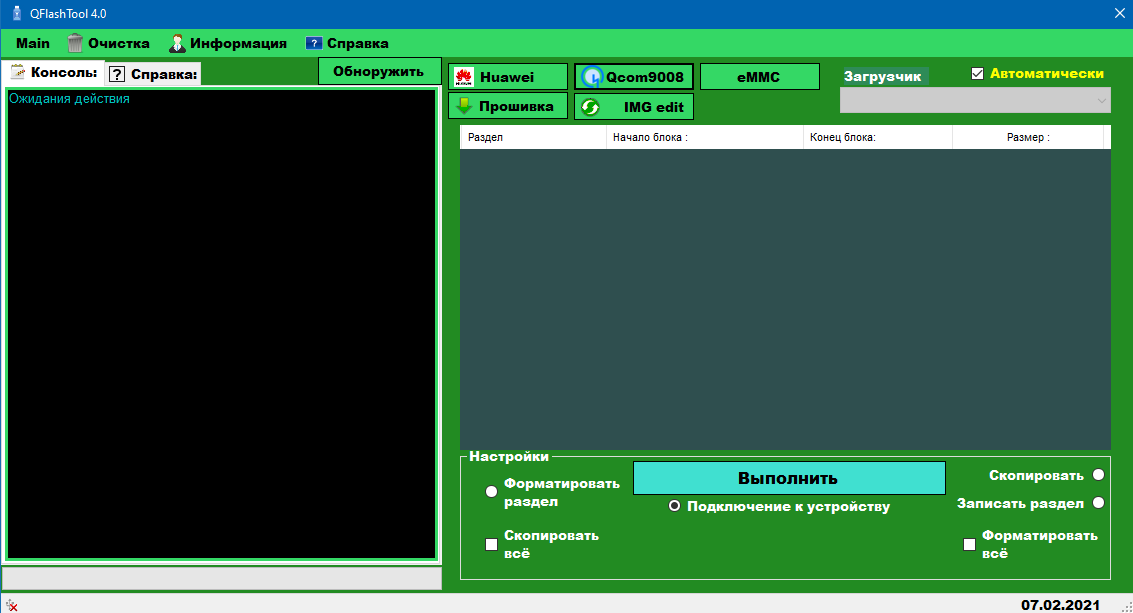 QFlashTool 4.0
Main Очистка Информация ? Справка
Консоль: ? Справка: Обноружить
Ожидания действия
Huawei Qcom9008 eMMC
Прошивка IMG edit
Загрузчик Автоматически
Раздел Начало блока : Конец блока: Размер :
Настройки
Форматировать
раздел
Выполнить
Подключение к устройству
Скопировать
Записать раздел
Скопировать
всё
Форматировать
всё
07.02.2021